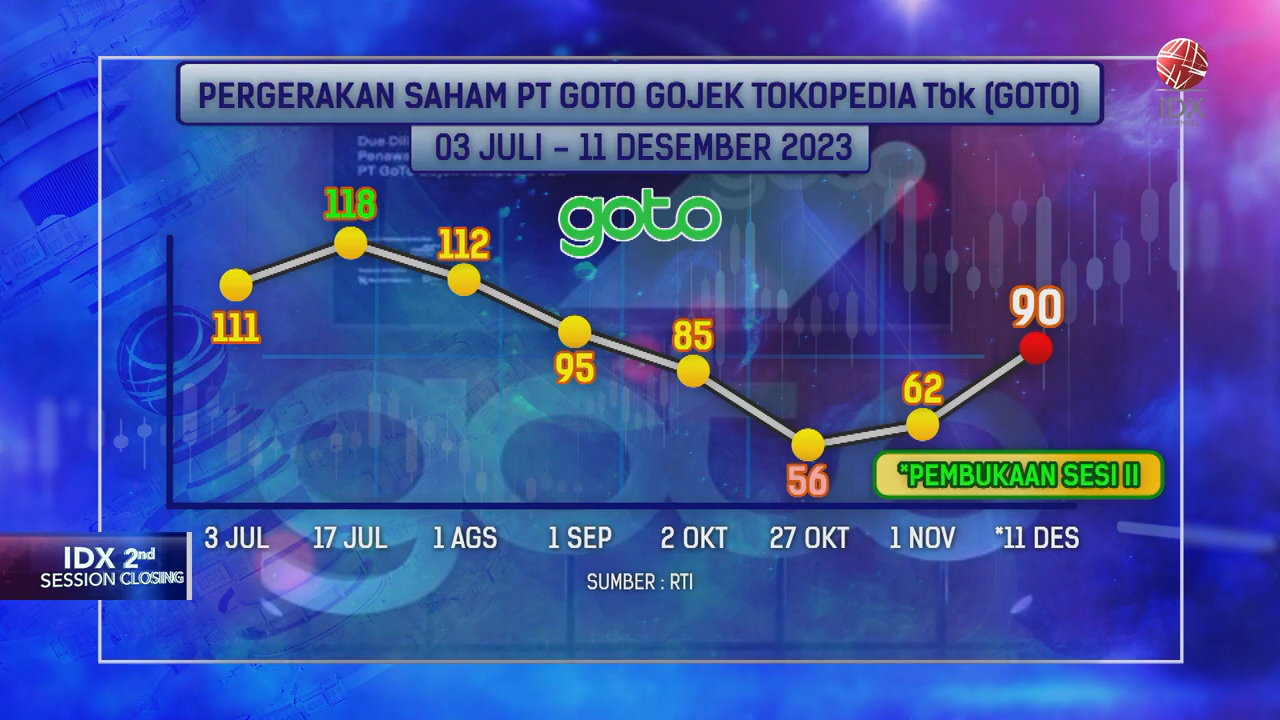 PERGERAKAN SAHAM PT GOTO GOJEK TOKOPEDIA Tbk (GOTO)
03 JULI - 11 DESEMBER 2023
IDX
goto
118
112
111
95
85
56
62
90
*PEMBUKAAN SESI II
3 JUL 17 JUL 1 AGS 1 SEP 2 OKT 27 OKT 1 NOV *11 DES
SUMBER : RTI
IDX 2nd
SESSION CLOSING
goto